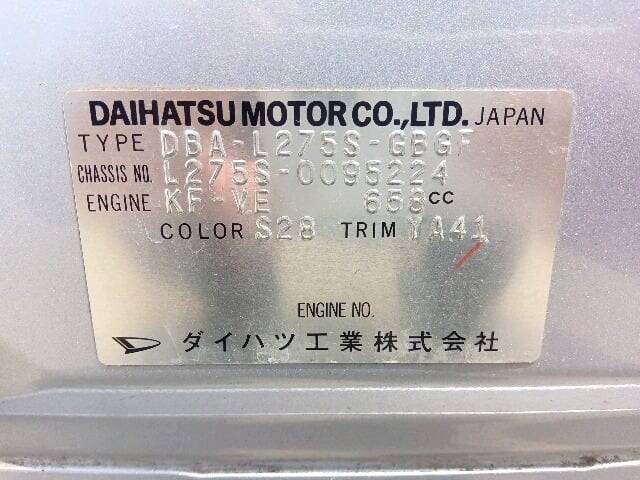 DAIHATSU MOTOR CO.,LTD. JAPAN
TYPE DBA-L275S-GBGF
CHASSIS NO. L275S-0095224
ENGINE KF-VE 658cc
COLOR S28 TRIM YA41
ENGINE NO.
ダイハツ工業株式会社